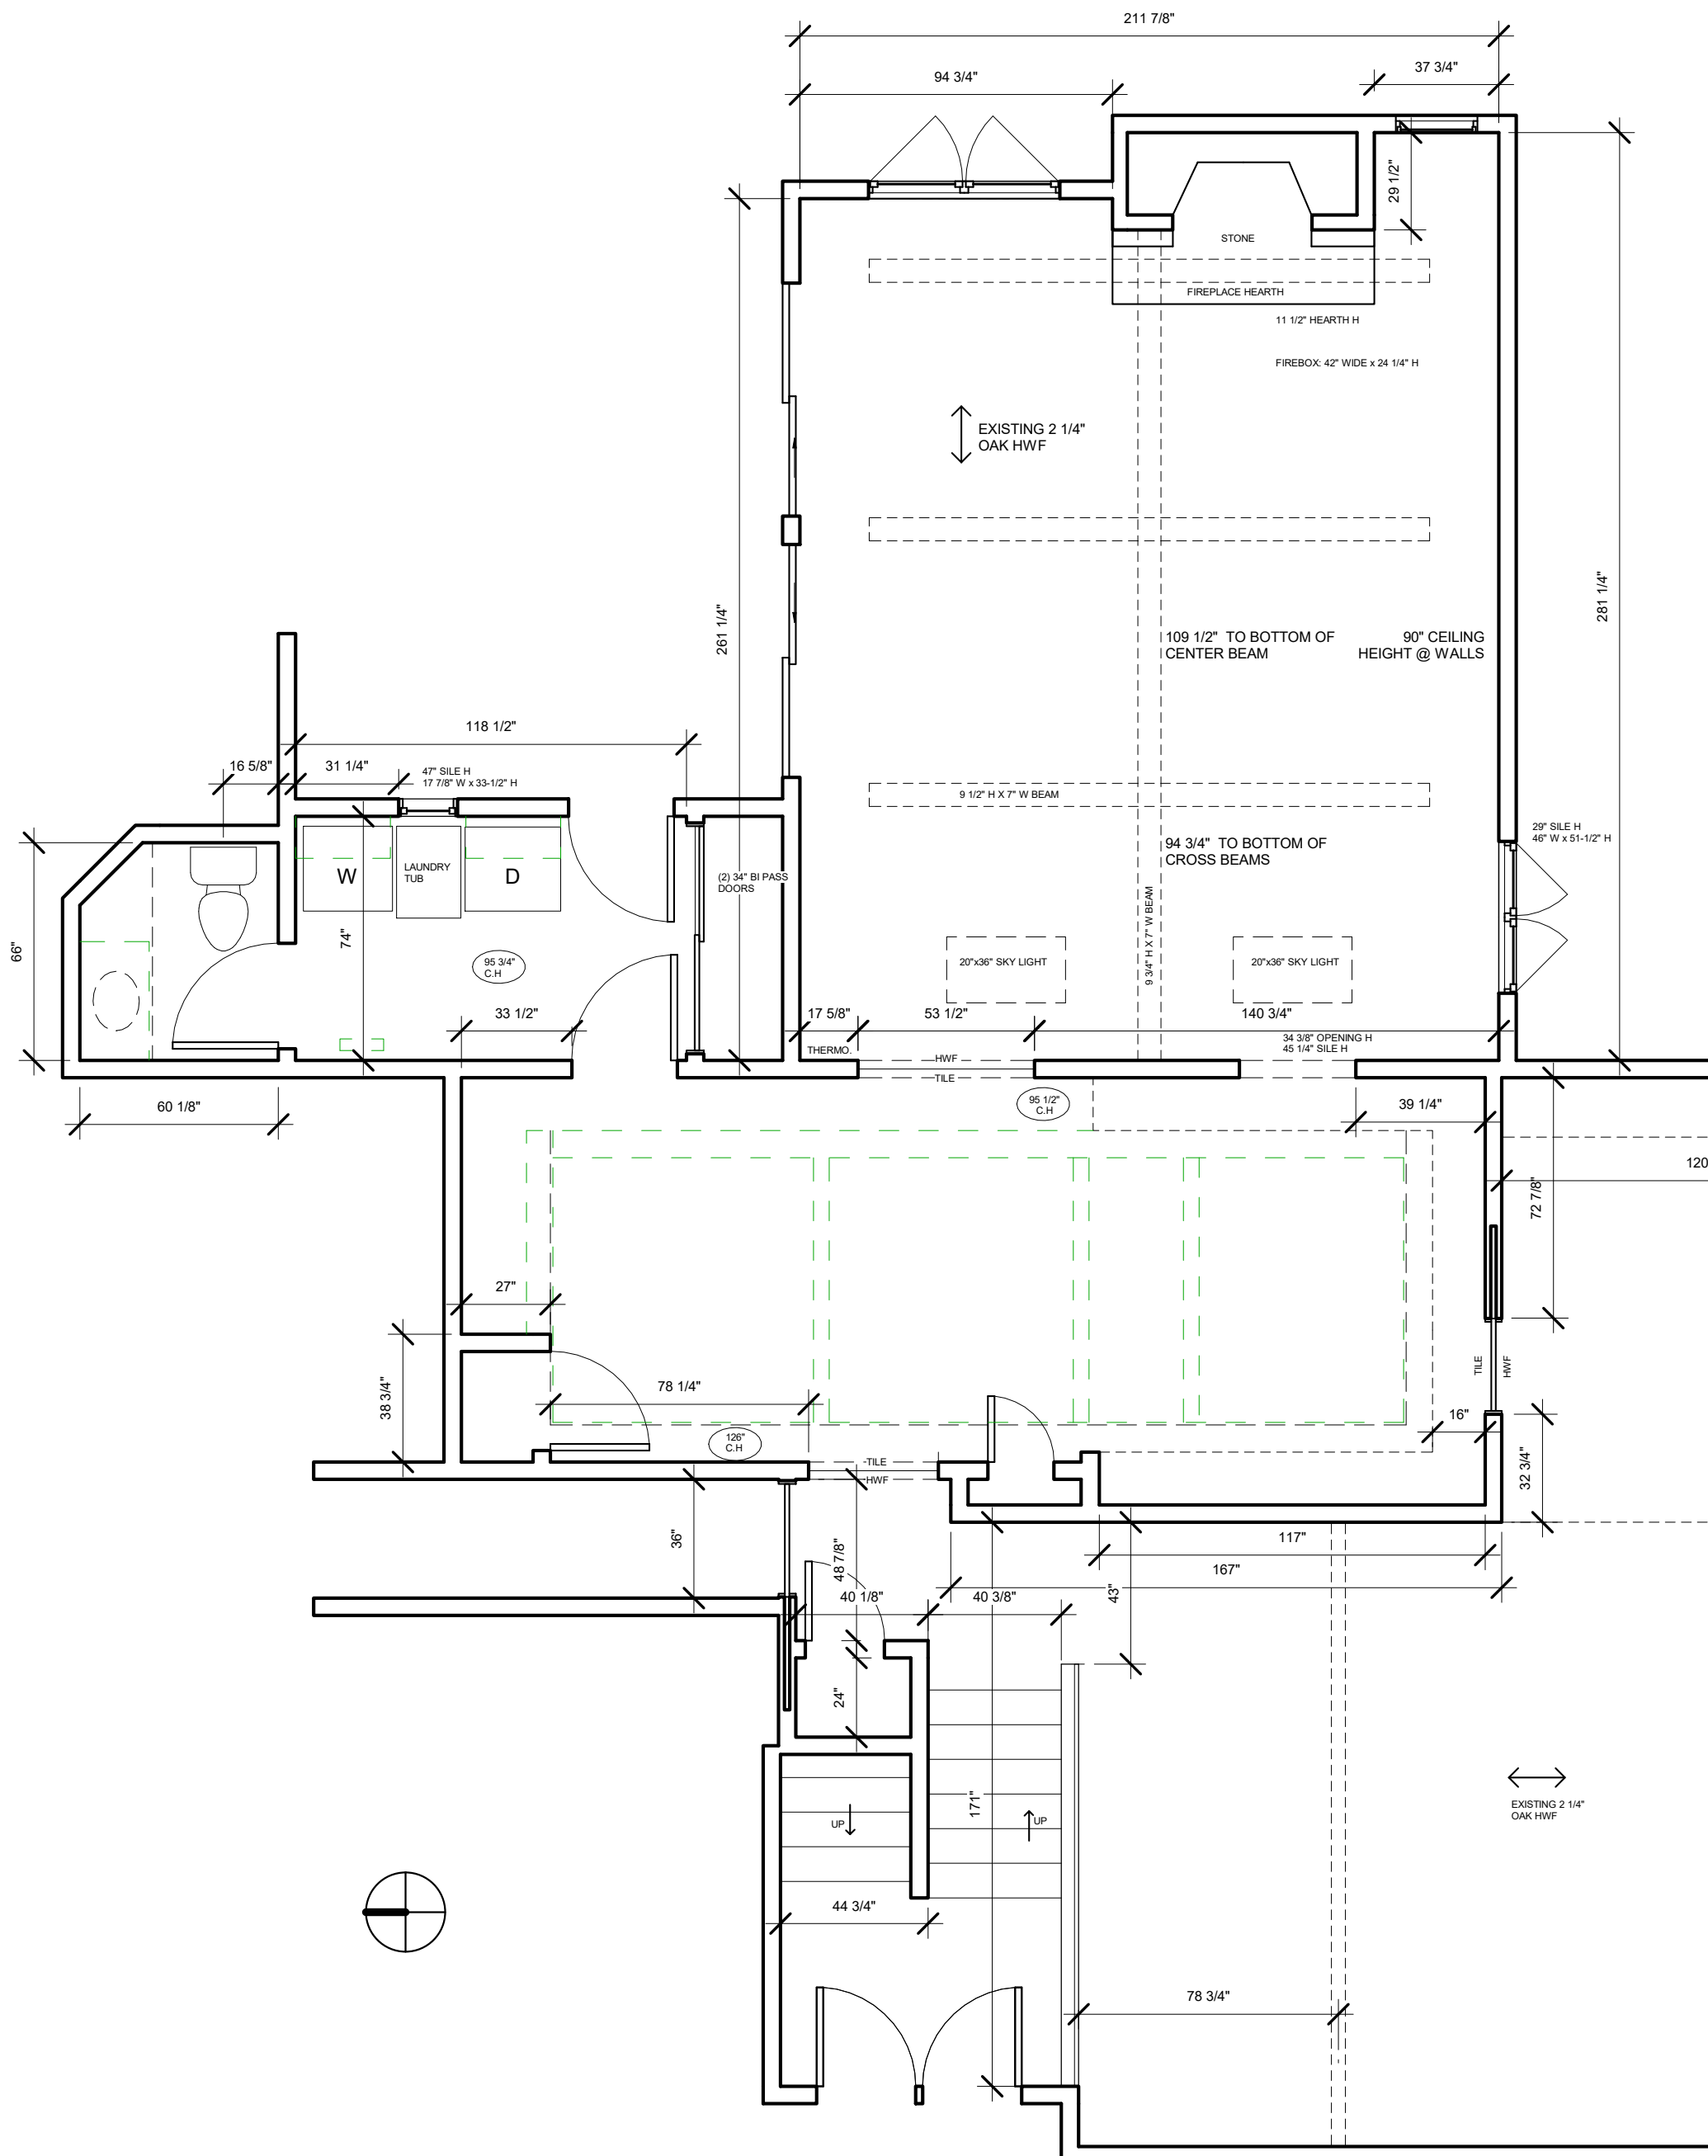 211 7/8"
94 3/4"
37 3/4"
29 1/2"
STONE
FIREPLACE HEARTH
11 1/2" HEARTH H
FIREBOX: 42" WIDE x 24 1/4" H
EXISTING 2 1/4"
OAK HWF
261 1/4"
281 1/4"
109 1/2" TO BOTTOM OF
CENTER BEAM
90" CEILING
HEIGHT @ WALLS
118 1/2"
16 5/8"
31 1/4"
47" SILE H
17 7/8" W x 33-1/2" H
9 1/2" H X 7" W BEAM
29" SILE H
46" W x 51-1/2" H
94 3/4" TO BOTTOM OF
CROSS BEAMS
W
LAUNDRY
TUB
D
(2) 34" BI PASS
DOORS
66"
74"
95 3/4"
C.H
9 3/4" H X 7" W BEAM
20"x36" SKY LIGHT
20"x36" SKY LIGHT
33 1/2"
17 5/8"
53 1/2"
140 3/4"
34 3/8" OPENING H
45 1/4" SILE H
THERMO.
HWF
TILE
60 1/8"
95 1/2"
C.H
39 1/4"
120
72 7/8"
27"
38 3/4"
78 1/4"
TILE
HWF
16"
126"
C.H
TILE
HWF
32 3/4"
36"
48 7/8"
117"
167"
43"
40 1/8"
40 3/8"
24"
171"
UP
UP
EXISTING 2 1/4"
OAK HWF
44 3/4"
78 3/4"